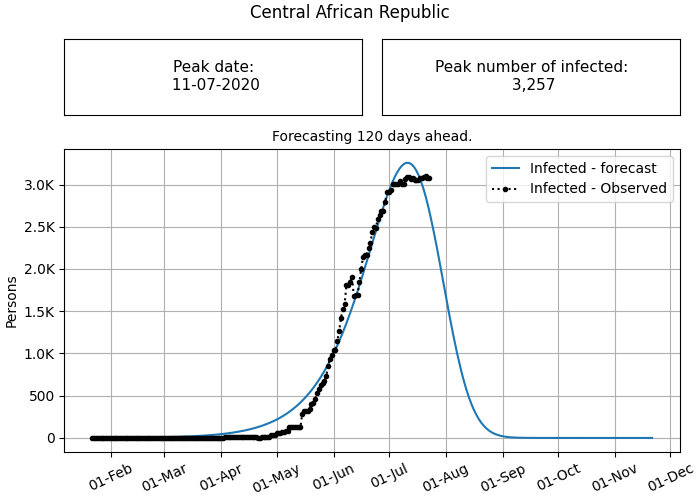 Central African Republic
Peak date:
11-07-2020
Peak number of infected:
3,257
Forecasting 120 days ahead.
Infected - forecast
Infected - Observed
Persons
3.0K
2.5K
2.0K
1.5K
1.0K
500
0
01-Feb
01-Mar
01-Apr
01-May
01-Jun
01-Jul
01-Aug
01-Sep
01-Oct
01-Nov
01-Dec